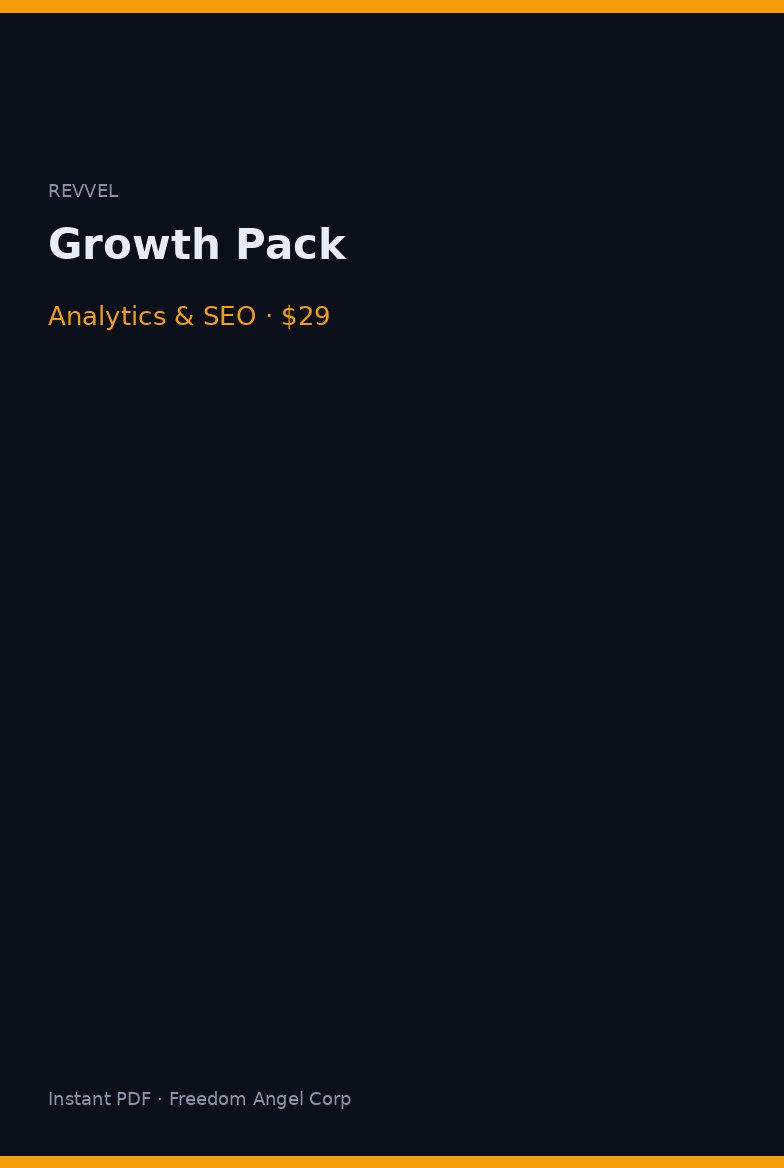 REVVEL
Growth Pack
Analytics & SEO · $29
Instant PDF · Freedom Angel Corp